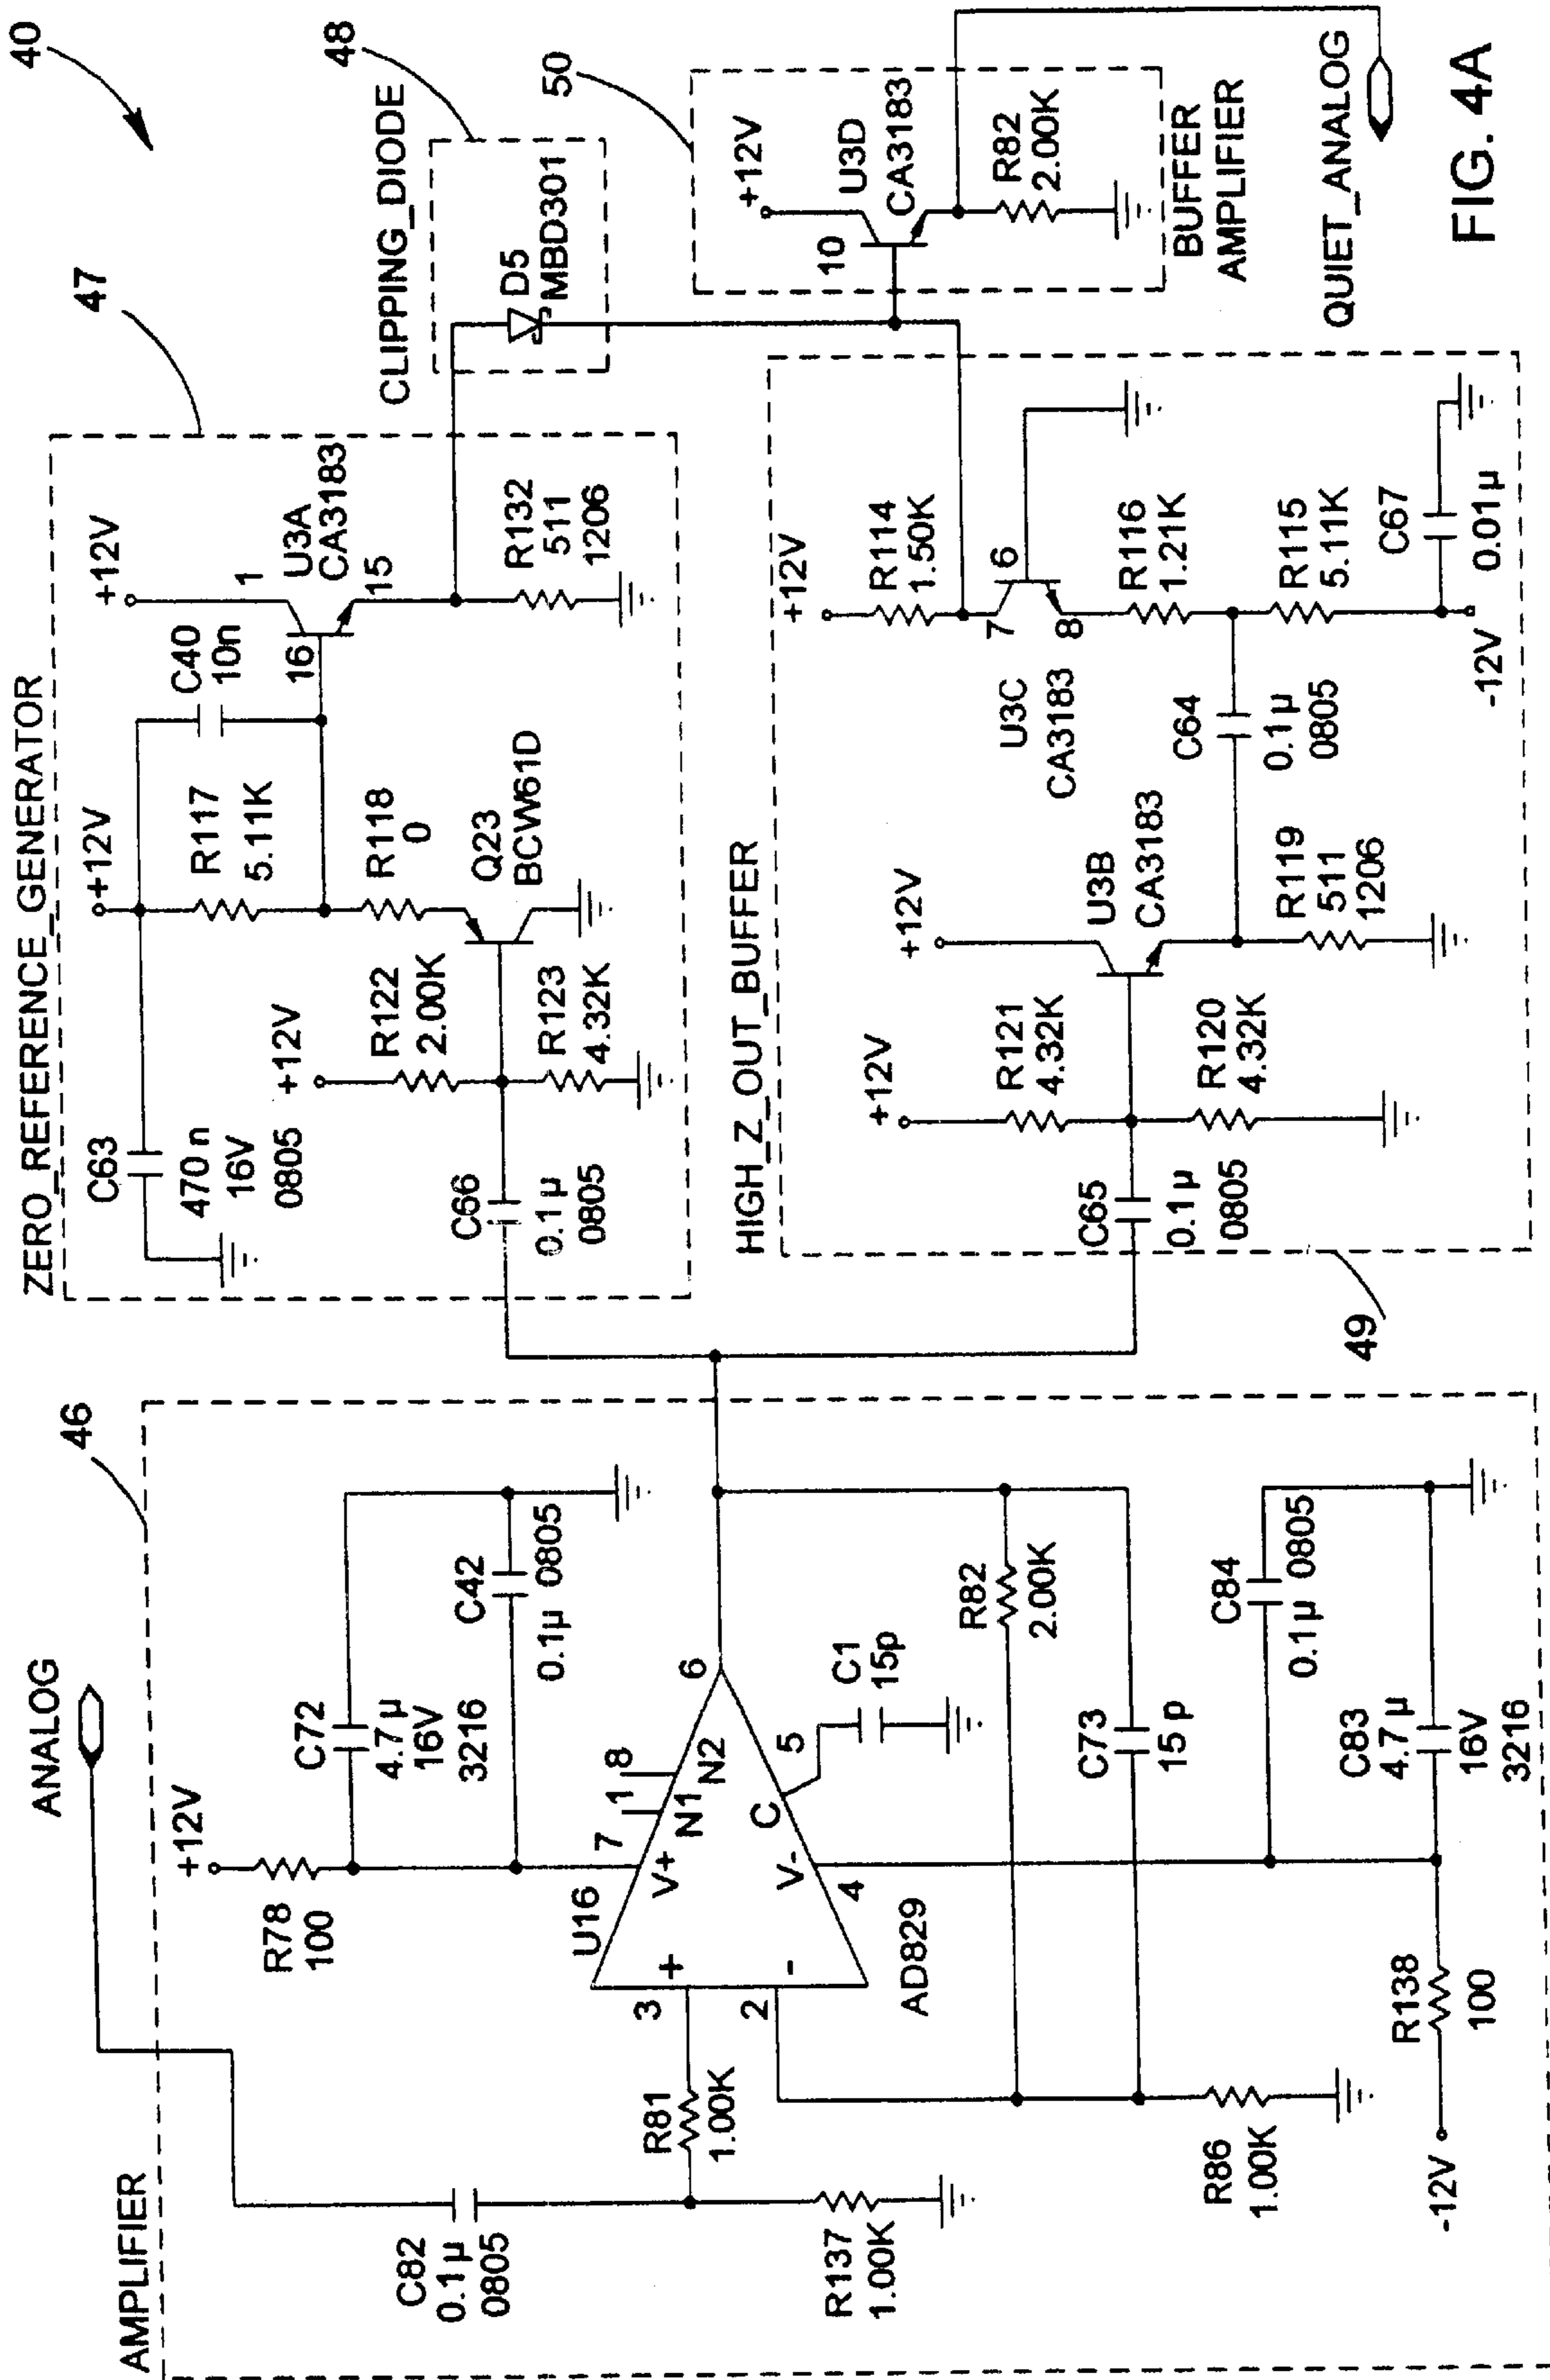 40
ZERO_REFERENCE_GENERATOR
47
+12V
C63
470 n
16V
0805
R117
5.11K
C40
10n
+12V
1
16
U3A
CA3183
15
R118
0
+12V
R122
2.00K
Q23
BCW61D
R132
511
1206
C66
0.1µ
0805
R123
4.32K
CLIPPING_DIODE
48
D5
MBD301
50
+12V
10
U3D
CA3183
R82
2.00K
BUFFER
AMPLIFIER
QUIET_ANALOG
HIGH_Z_OUT_BUFFER
+12V
R121
4.32K
+12V
U3B
CA3183
C65
0.1µ
0805
R120
4.32K
R119
511
1206
+12V
R114
1.50K
7
6
8
U3C
CA3183
R116
1.21K
C64
0.1µ
0805
R115
5.11K
C67
0.01µ
-12V
49
AMPLIFIER
ANALOG
46
+12V
R78
100
C72
4.7µ
16V
3216
C42
0.1µ 0805
C82
0.1µ
0805
R81
1.00K
R137
1.00K
U16
3
+
2
-
7
V+
1
N1
8
N2
6
V-
4
C
5
AD829
C1
15p
R82
2.00K
C73
15 p
R86
1.00K
C84
0.1µ 0805
C83
4.7µ
16V
3216
R138
100
-12V
FIG. 4A